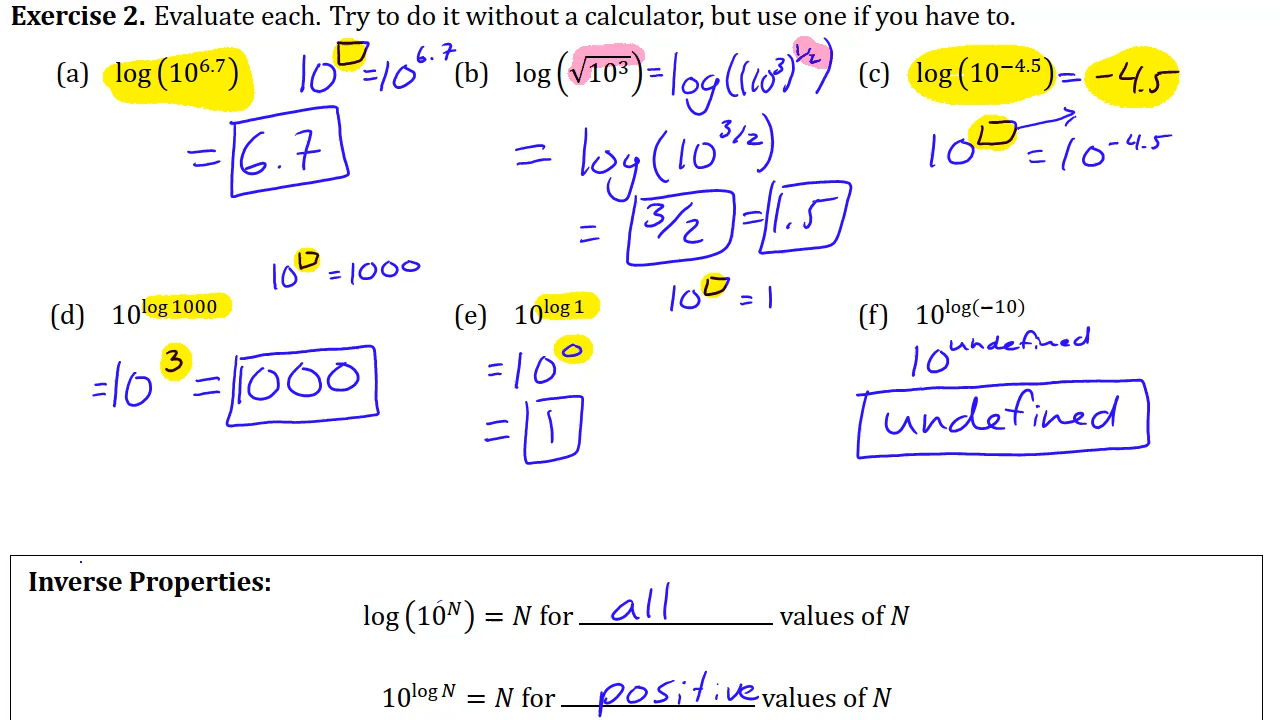 Exercise 2. Evaluate each. Try to do it without a calculator, but use one if you have to.
(a) log(10^6.7) 10^□ = 10^6.7
= 6.7
(b) log(√10³) = log((10³)^1/2)
= log(10^3/2)
= 3/2 = 1.5
(c) log(10^−4.5) = -4.5
10^□ = 10^-4.5
10^□ = 1000
(d) 10^log 1000
= 10^3 = 1000
10^□ = 1
(e) 10^log 1
= 10^0
= 1
(f) 10^log(−10)
10^undefined
undefined
Inverse Properties:
log(10^N) = N for all values of N
10^log N = N for positive values of N